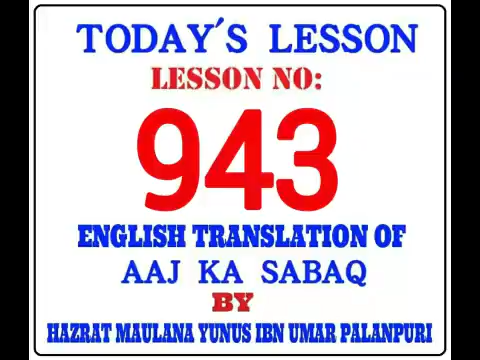 TODAY'S LESSON
LESSON NO:
943
ENGLISH TRANSLATION OF
AAJ KA SABAQ
BY
HAZRAT MAULANA YUNUS IBN UMAR PALANPURI